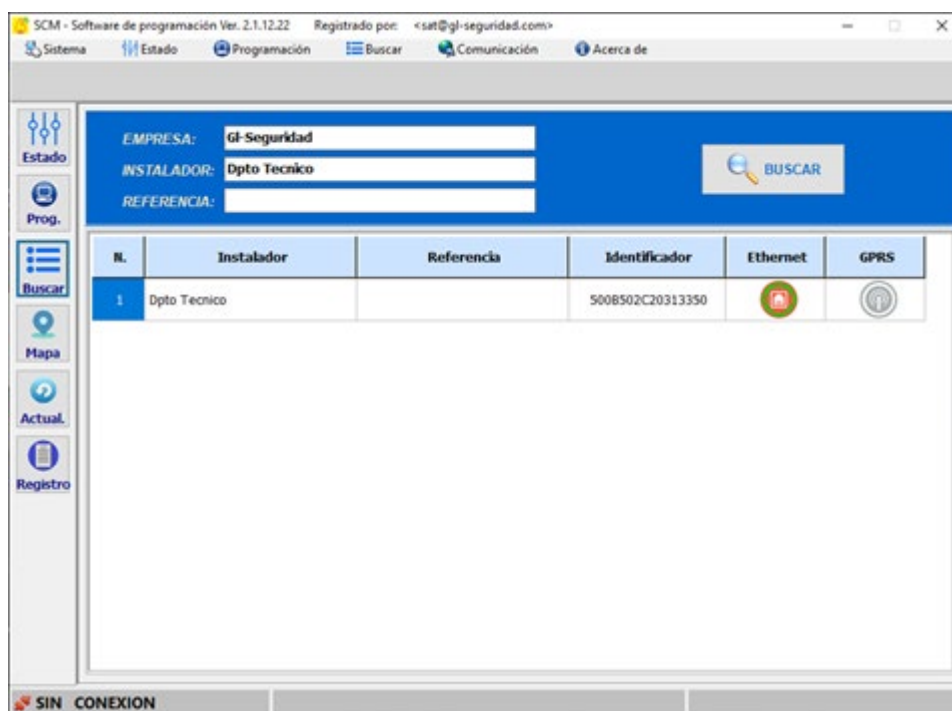 SCM - Software de programación Ver. 2.1.12.22 Registrado por: <sat@gl-seguridad.com>
Sistema Estado Programación Buscar Comunicación Acerca de
Estado
Prog.
Buscar
Mapa
Actual.
Registro
EMPRESA: Gl-Seguridad
INSTALADOR: Dpto Tecnico
REFERENCIA:
BUSCAR
N. Instalador Referencia Identificador Ethernet GPRS
1 Dpto Tecnico 5008502C20313350
SIN CONEXION